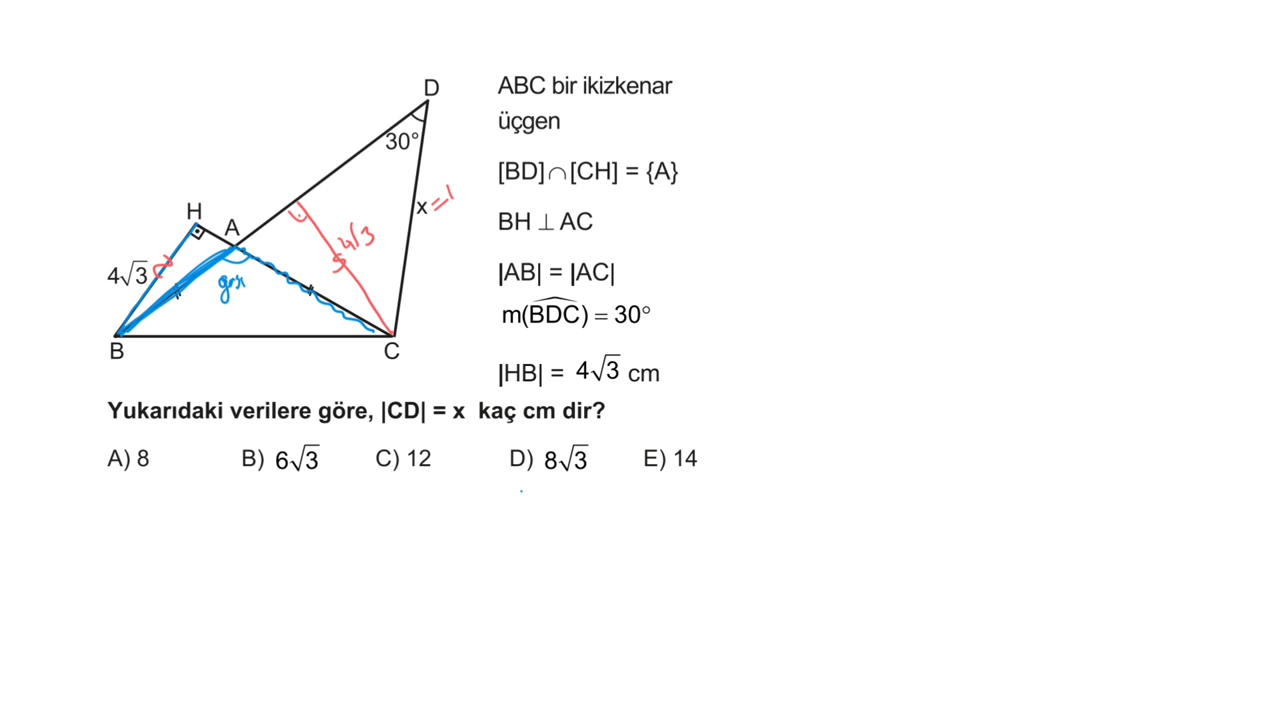 D
ABC bir ikizkenar
üçgen
30°
[BD]∩[CH] = {A}
x
H
A
BH ⊥ AC
4√3
4√3
|AB| = |AC|
m(BDC) = 30°
B
C
|HB| = 4√3 cm
Yukarıdaki verilere göre, |CD| = x kaç cm dir?
A) 8 B) 6√3 C) 12 D) 8√3 E) 14